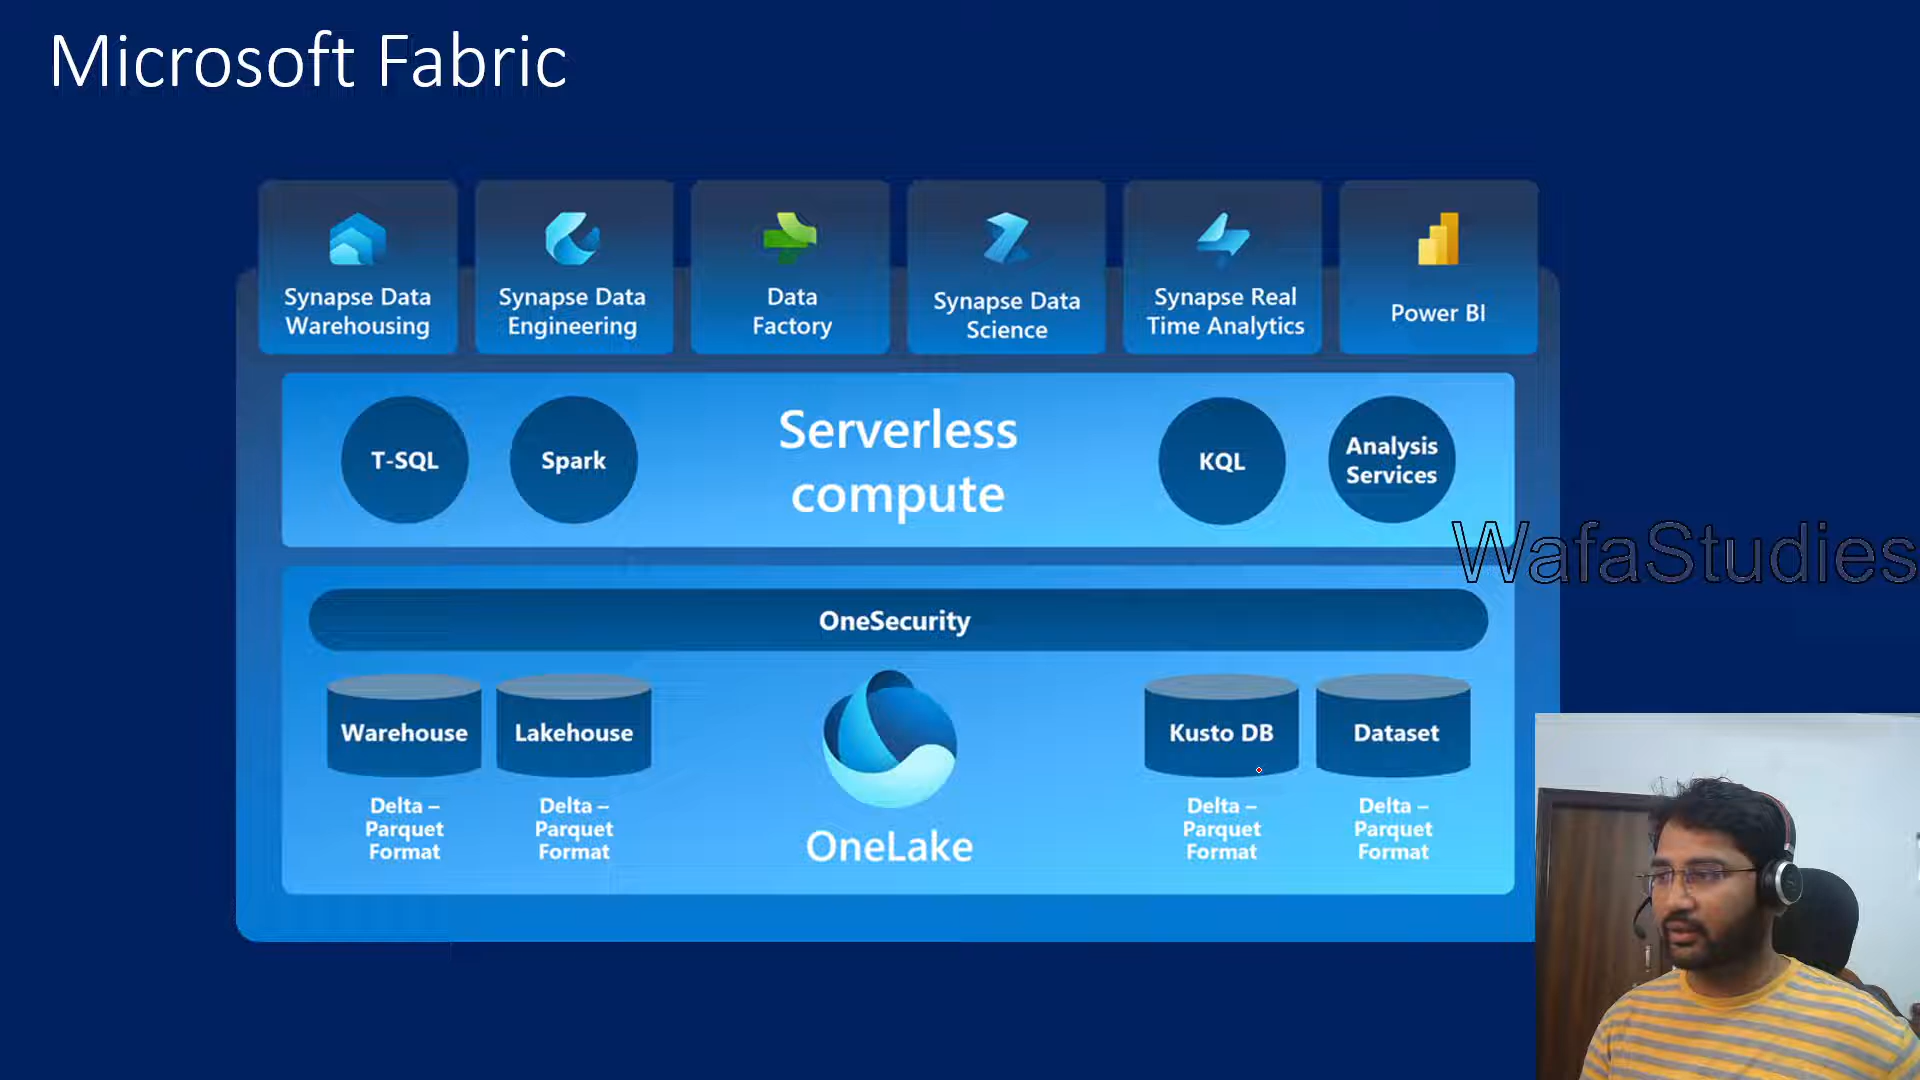 Microsoft Fabric
Synapse Data
Warehousing
Synapse Data
Engineering
Data
Factory
Synapse Data
Science
Synapse Real
Time Analytics
Power BI
T-SQL
Spark
Serverless
compute
KQL
Analysis
Services
WafaStudies
OneSecurity
Warehouse
Lakehouse
Kusto DB
Dataset
Delta –
Parquet
Format
Delta –
Parquet
Format
OneLake
Delta –
Parquet
Format
Delta –
Parquet
Format